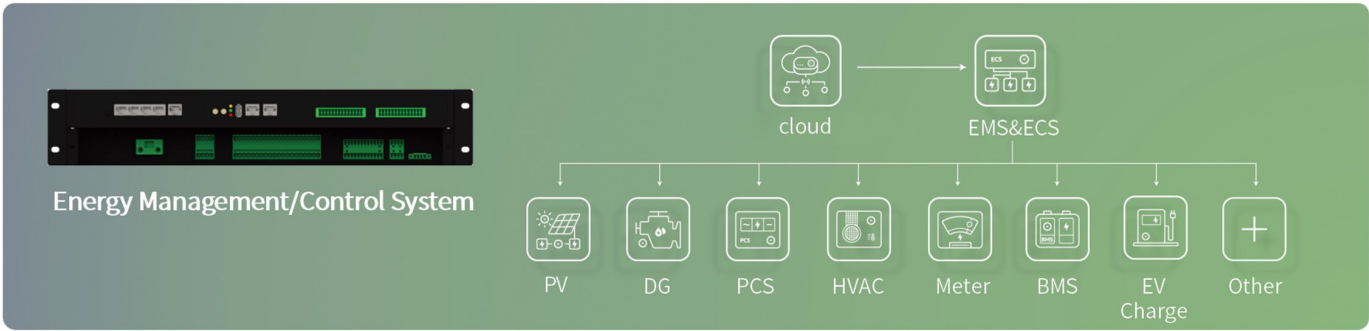 ECS
cloud
EMS&ECS
Energy Management/Control System
PCS
BMS
PV
DG
PCS
HVAC
Meter
BMS
EV
Charge
Other